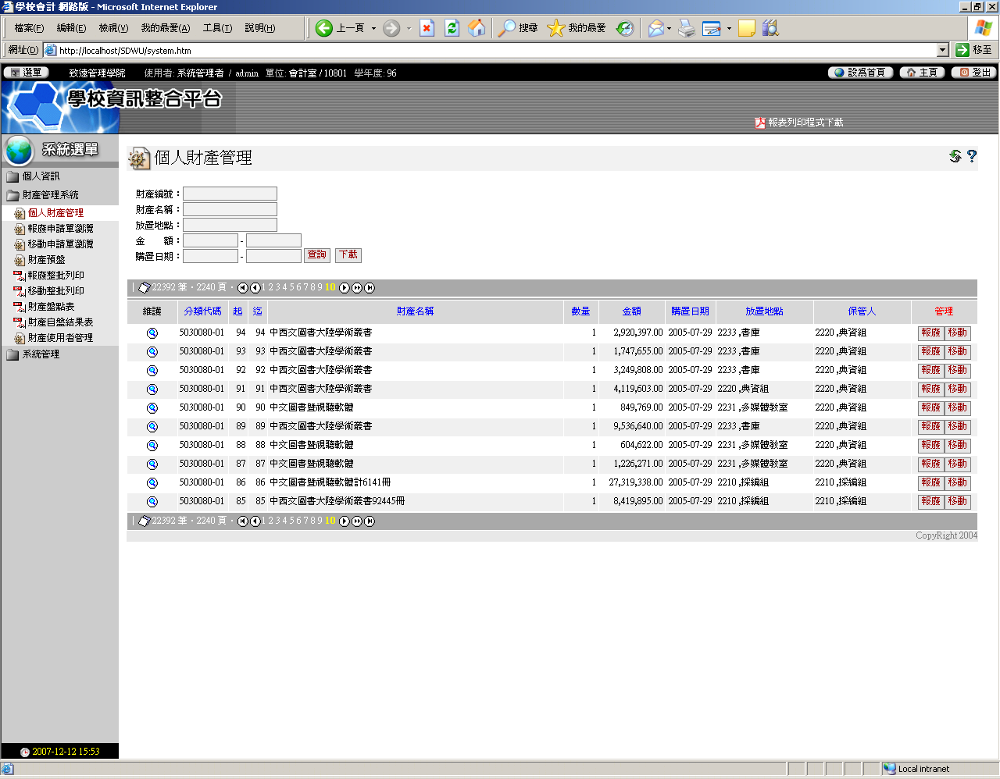 學校會計 網路版 - Microsoft Internet Explorer
檔案(F) 編輯(E) 檢視(V) 我的最愛(A) 工具(T) 說明(H) 上一頁 搜尋 我的最愛
網址(D) http://localhost/SDWU/system.htm 移至
選單 致遠管理學院 使用者: 系統管理者 / admin 單位: 會計室 / 10801 學年度: 96 設為首頁 主頁 登出
學校資訊整合平台
報表列印程式下載
系統選單
個人資訊
財產管理系統
個人財產管理
報廢申請單瀏覽
移動申請單瀏覽
財產預盤
報廢整批列印
移動整批列印
財產盤點表
財產自盤結果表
財產使用者管理
系統管理
2007-12-12 15:53
個人財產管理 ?
財產編號：
財產名稱：
放置地點：
金 額： -
購置日期： - 查詢 下載
| 22392 筆‧2240 頁‧ 1 2 3 4 5 6 7 8 9 10
維護 分類代碼 起 迄 財產名稱 數量 金額 購置日期 放置地點 保管人 管理
5030080-01 94 94 中西文圖書大陸學術叢書 1 2,920,397.00 2005-07-29 2233 ,書庫 2220 ,典資組 報廢 移動
5030080-01 93 93 中西文圖書大陸學術叢書 1 1,747,655.00 2005-07-29 2233 ,書庫 2220 ,典資組 報廢 移動
5030080-01 92 92 中西文圖書大陸學術叢書 1 3,249,808.00 2005-07-29 2233 ,書庫 2220 ,典資組 報廢 移動
5030080-01 91 91 中西文圖書大陸學術叢書 1 4,119,603.00 2005-07-29 2220 ,典資組 2220 ,典資組 報廢 移動
5030080-01 90 90 中文圖書暨視聽軟體 1 849,769.00 2005-07-29 2231 ,多媒體教室 2220 ,典資組 報廢 移動
5030080-01 89 89 中西文圖書大陸學術叢書 1 9,536,640.00 2005-07-29 2233 ,書庫 2220 ,典資組 報廢 移動
5030080-01 88 88 中文圖書暨視聽軟體 1 604,622.00 2005-07-29 2231 ,多媒體教室 2220 ,典資組 報廢 移動
5030080-01 87 87 中文圖書暨視聽軟體 1 1,226,271.00 2005-07-29 2231 ,多媒體教室 2220 ,典資組 報廢 移動
5030080-01 86 86 中文圖書暨視聽軟體計6141冊 1 27,319,338.00 2005-07-29 2210 ,採編組 2210 ,採編組 報廢 移動
5030080-01 85 85 中西文圖書大陸學術叢書92445冊 1 8,419,895.00 2005-07-29 2210 ,採編組 2210 ,採編組 報廢 移動
| 22392 筆‧2240 頁‧ 1 2 3 4 5 6 7 8 9 10
CopyRight 2004
Local intranet